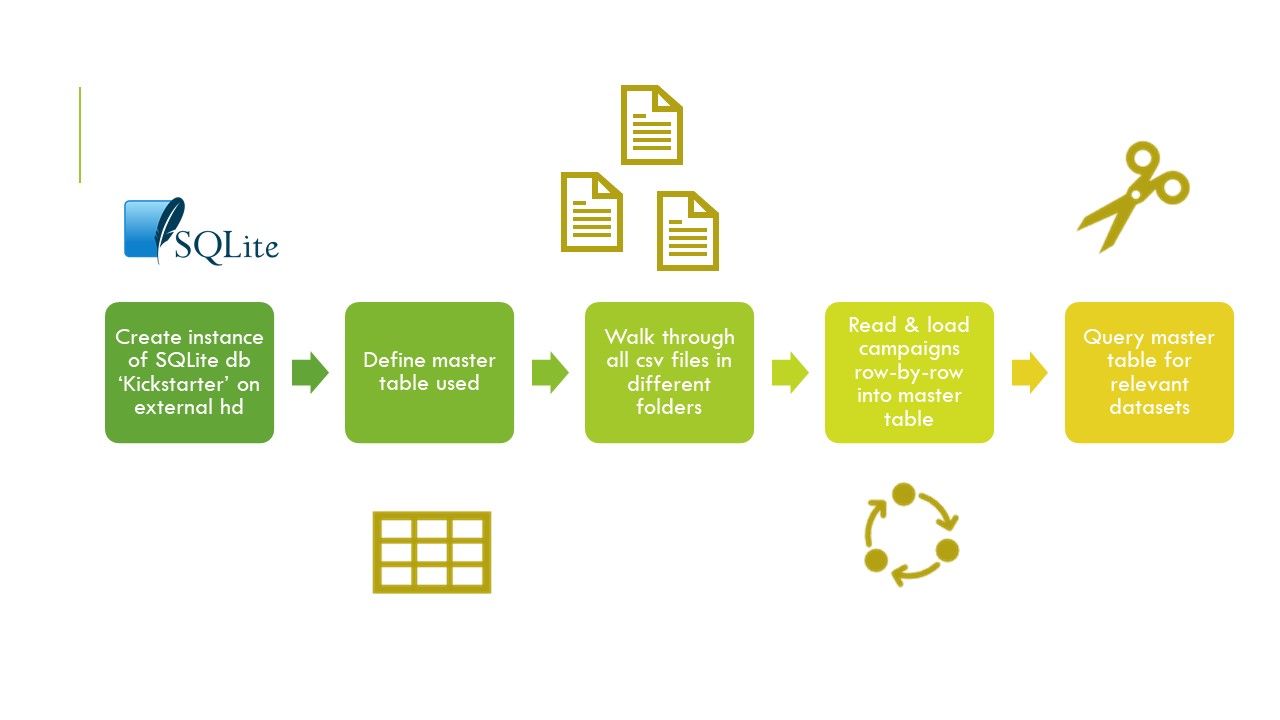 SQLite
Create instance
of SQLite db
‘Kickstarter’ on
external hd
Define master
table used
Walk through
all csv files in
different
folders
Read & load
campaigns
row-by-row
into master
table
Query master
table for
relevant
datasets